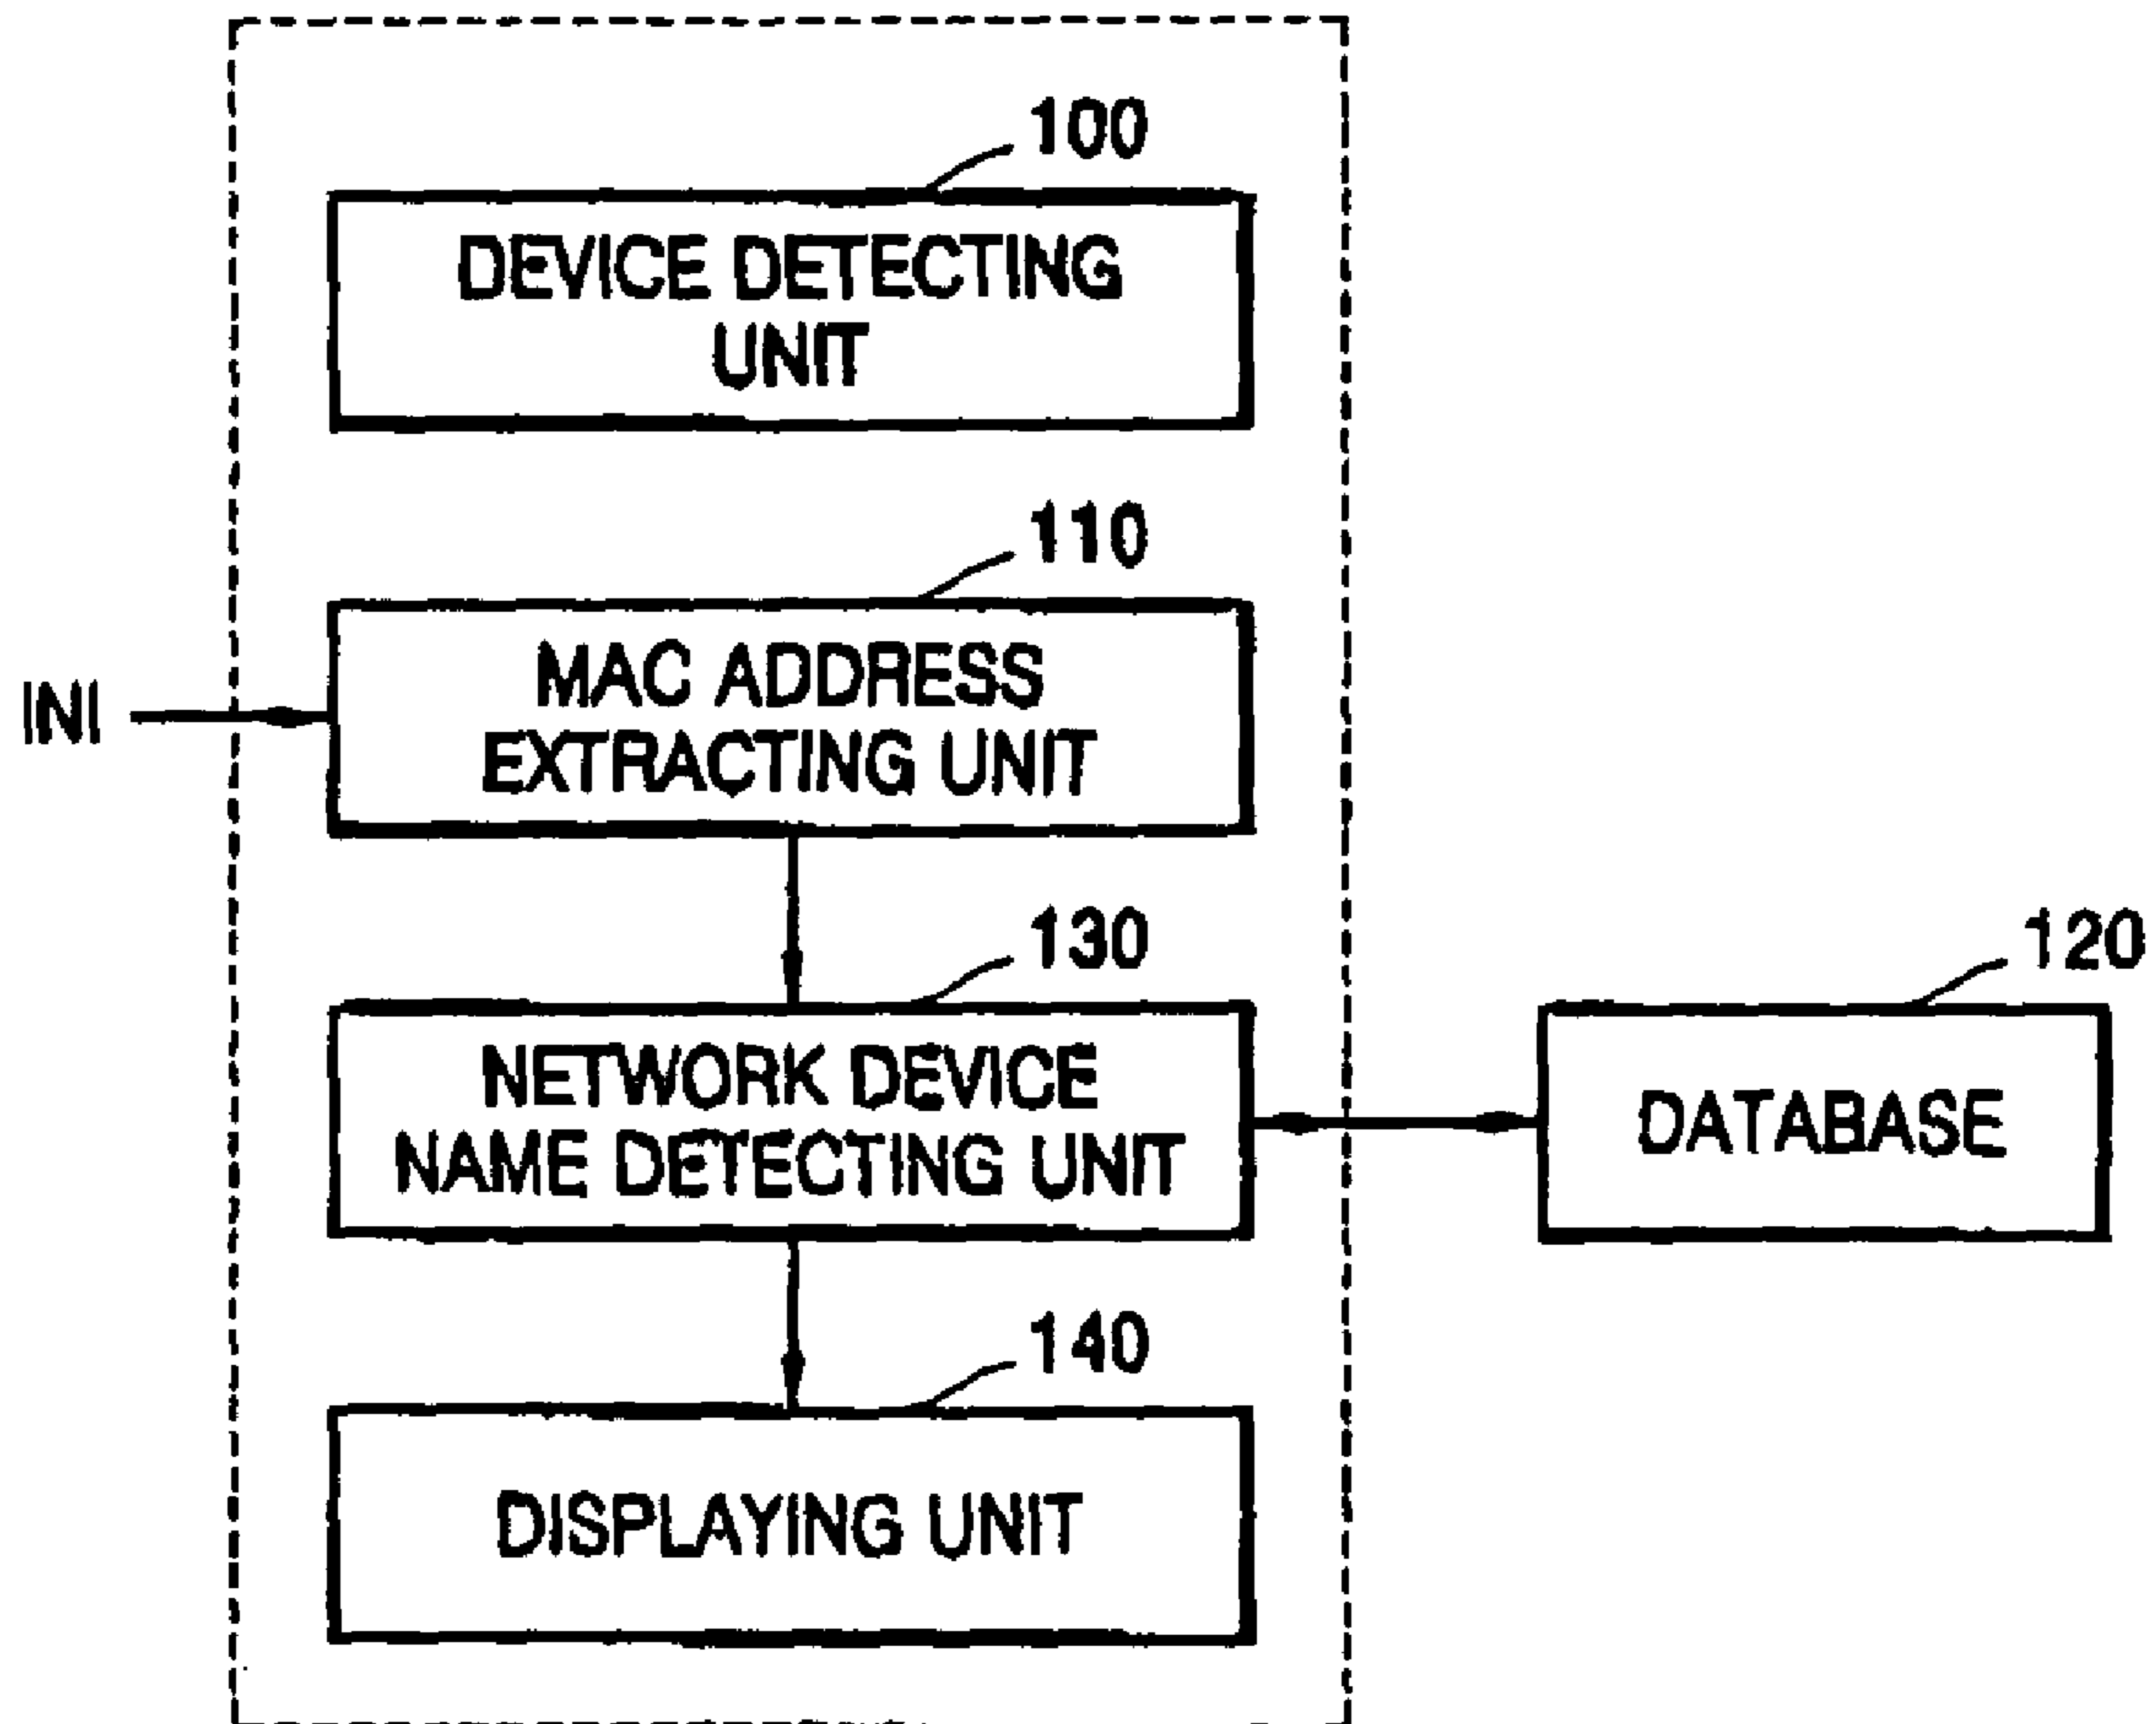 100
DEVICE DETECTING
UNIT
110
MAC ADDRESS
EXTRACTING UNIT
INI
130
NETWORK DEVICE
NAME DETECTING UNIT
120
DATABASE
140
DISPLAYING UNIT